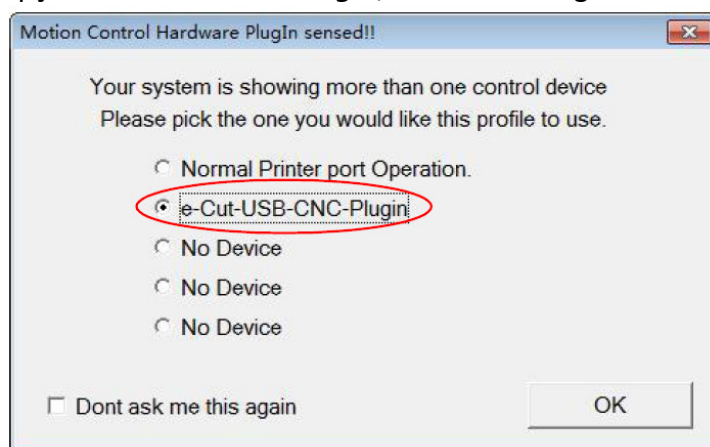 Motion Control Hardware PlugIn sensed!!
Your system is showing more than one control device
Please pick the one you would like this profile to use.
Normal Printer port Operation.
e-Cut-USB-CNC-Plugin
No Device
No Device
No Device
Dont ask me this again
OK